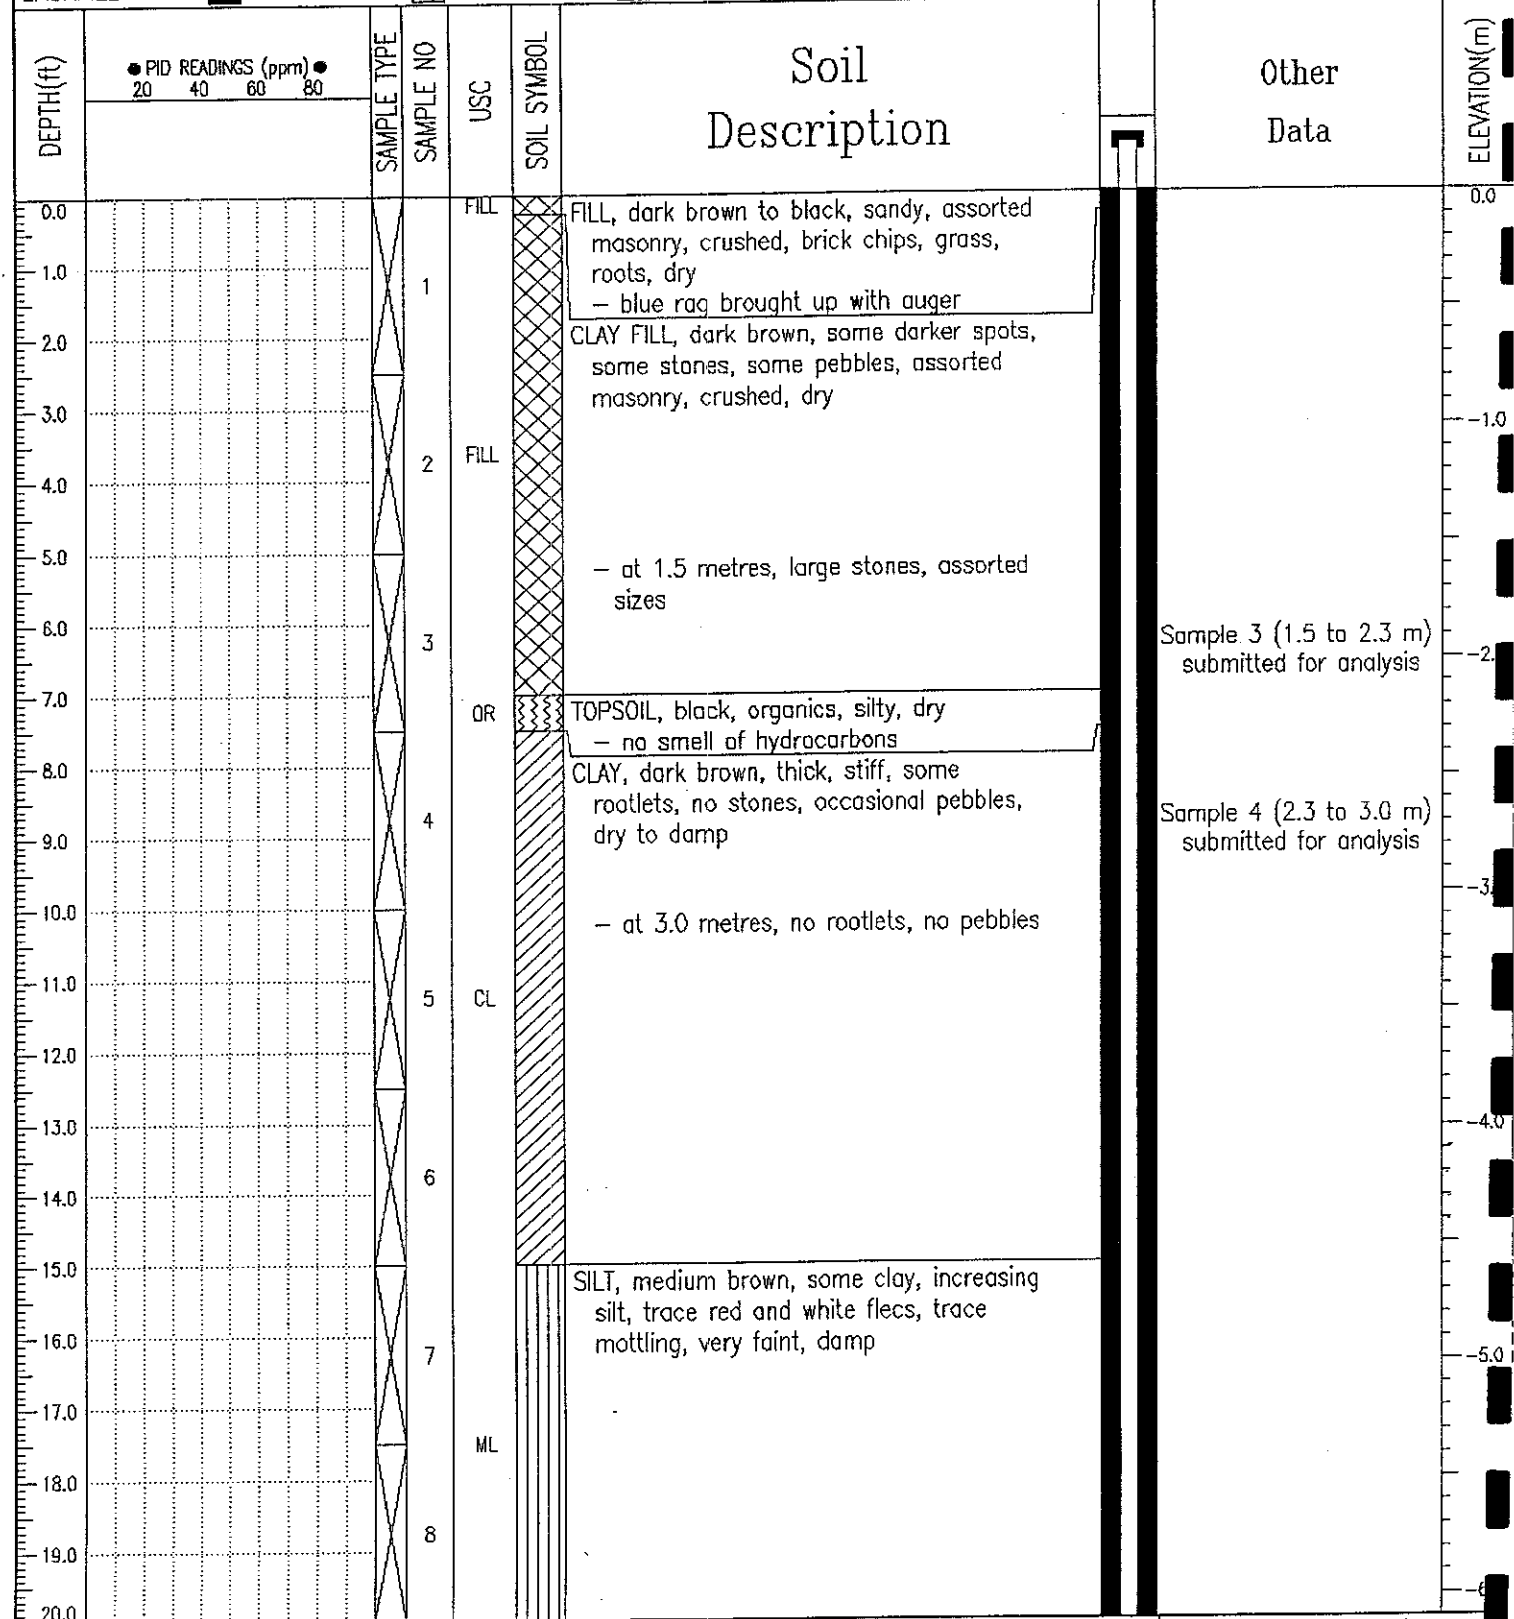 DEPTH(ft)
● PID READINGS (ppm) ●
20 40 60 80
SAMPLE TYPE
SAMPLE NO
USC
SOIL SYMBOL
Soil
Description
Other
Data
ELEVATION(m)
0.0
FILL
FILL, dark brown to black, sandy, assorted
masonry, crushed, brick chips, grass,
roots, dry
– blue rag brought up with auger
0.0
1.0
1
2.0
CLAY FILL, dark brown, some darker spots,
some stones, some pebbles, assorted
masonry, crushed, dry
3.0
-1.0
2
FILL
4.0
5.0
– at 1.5 metres, large stones, assorted
sizes
6.0
3
Sample 3 (1.5 to 2.3 m)
submitted for analysis
-2.
7.0
OR
TOPSOIL, black, organics, silty, dry
– no smell of hydrocarbons
8.0
CLAY, dark brown, thick, stiff, some
rootlets, no stones, occasional pebbles,
dry to damp
4
Sample 4 (2.3 to 3.0 m)
submitted for analysis
9.0
-3.
10.0
– at 3.0 metres, no rootlets, no pebbles
11.0
5
CL
12.0
13.0
-4.0
6
14.0
15.0
SILT, medium brown, some clay, increasing
silt, trace red and white flecs, trace
mottling, very faint, damp
16.0
7
-5.0
17.0
ML
18.0
8
19.0
20.0